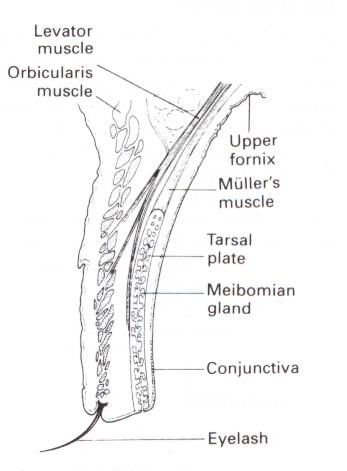 Levator
muscle
Orbicularis
muscle
Upper
fornix
Müller's
muscle
Tarsal
plate
Meibomian
gland
Conjunctiva
Eyelash